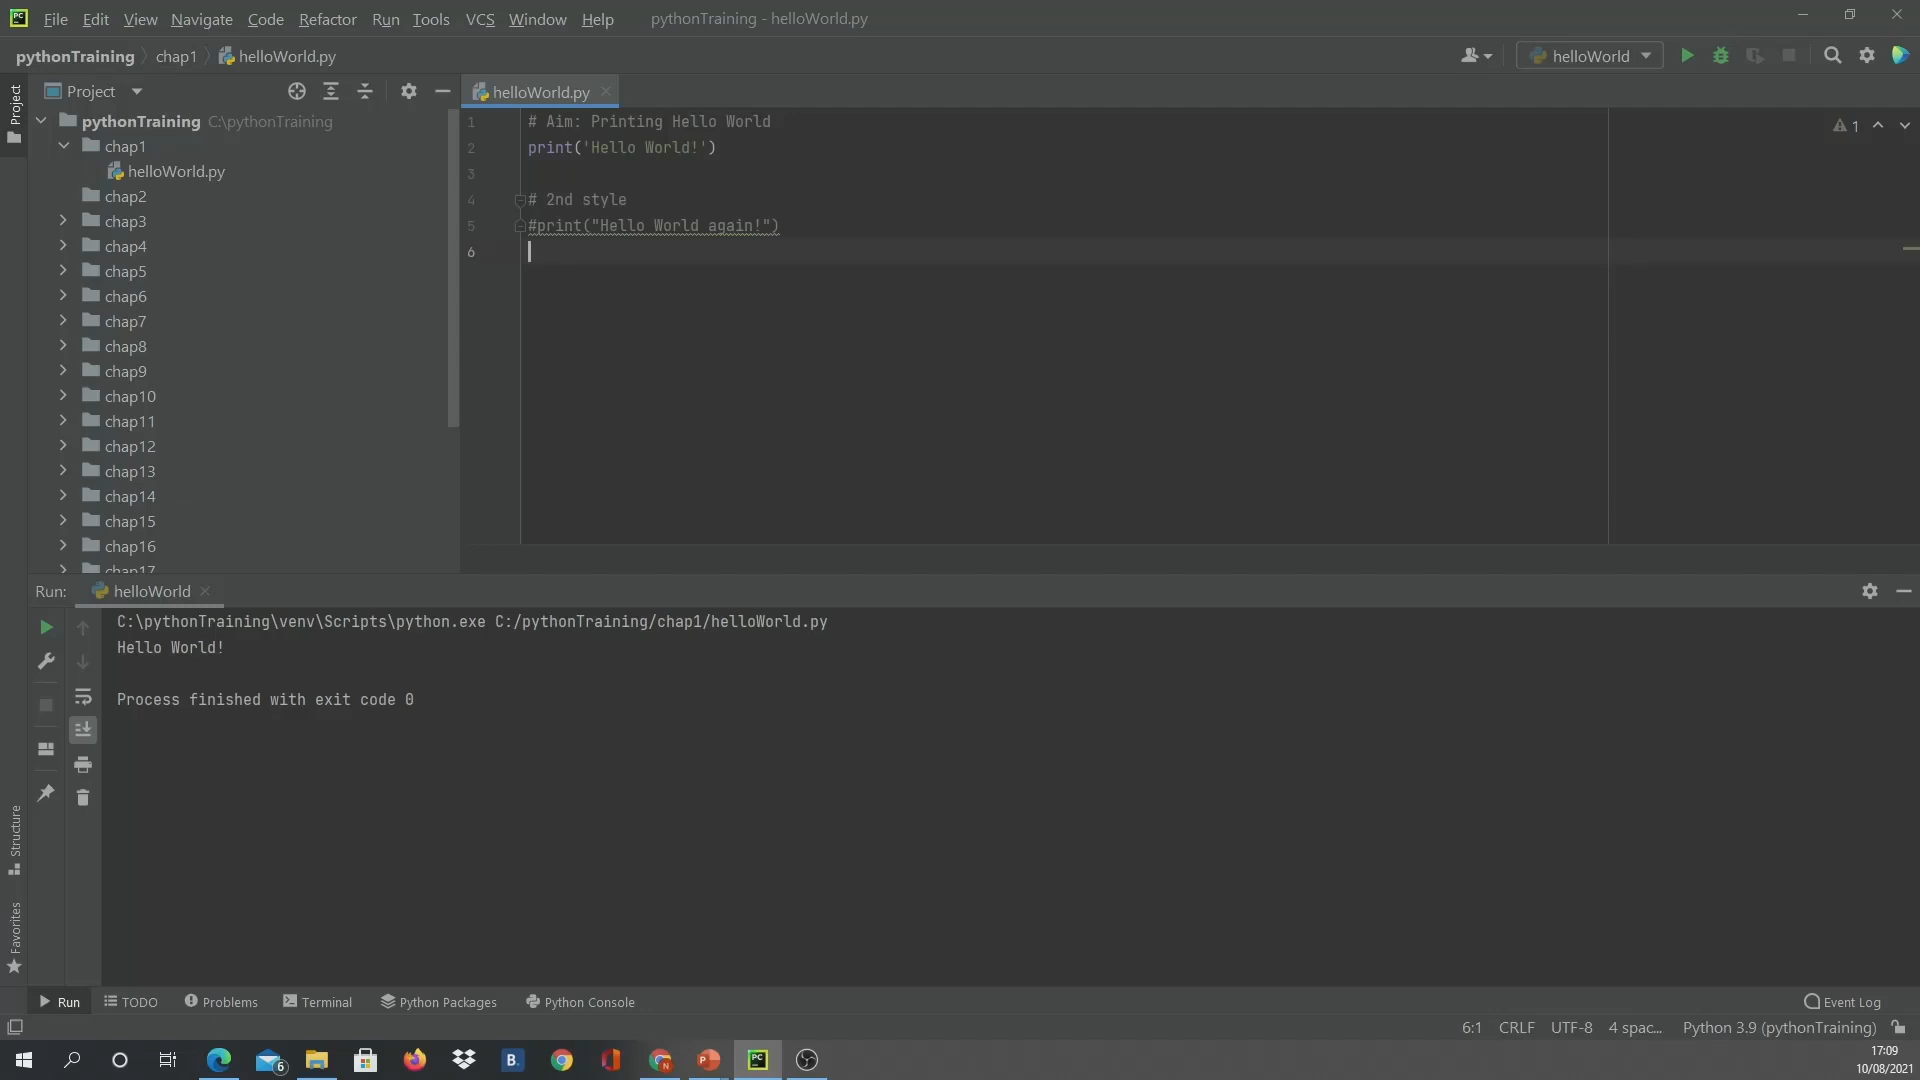 File Edit View Navigate Code Refactor Run Tools VCS Window Help pythonTraining - helloWorld.py
pythonTraining chap1 helloWorld.py
helloWorld
Project
Project
helloWorld.py
pythonTraining C:\pythonTraining
chap1
helloWorld.py
chap2
chap3
chap4
chap5
chap6
chap7
chap8
chap9
chap10
chap11
chap12
chap13
chap14
chap15
chap16
chap17
1 # Aim: Printing Hello World
2 print('Hello World!')
3
4 # 2nd style
5 #print("Hello World again!")
6
1
Run: helloWorld
C:\pythonTraining\venv\Scripts\python.exe C:/pythonTraining/chap1/helloWorld.py
Hello World!
Process finished with exit code 0
Structure
Favorites
Run TODO Problems Terminal Python Packages Python Console Event Log
6:1 CRLF UTF-8 4 spac... Python 3.9 (pythonTraining)
6
B.
17:09
10/08/2021